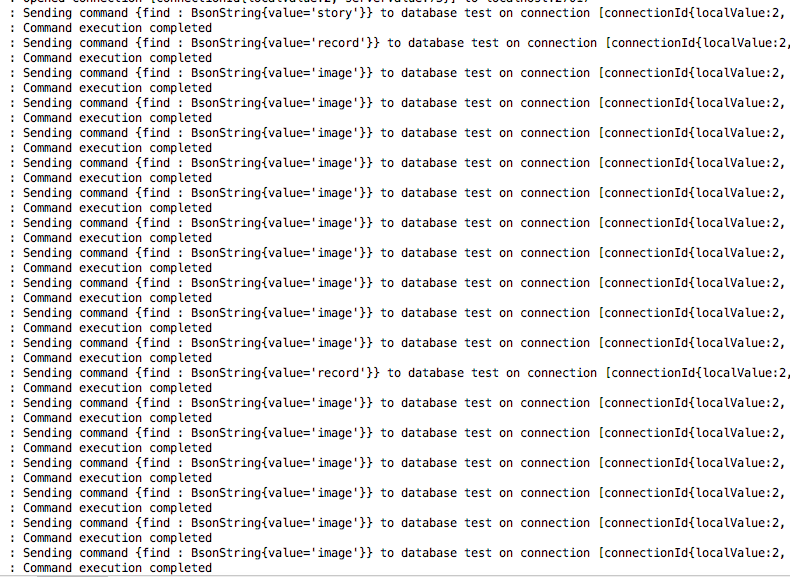 : Sending command {find : BsonString{value='story'}} to database test on connection [connectionId{localValue:2,
: Command execution completed
: Sending command {find : BsonString{value='record'}} to database test on connection [connectionId{localValue:2,
: Command execution completed
: Sending command {find : BsonString{value='image'}} to database test on connection [connectionId{localValue:2,
: Command execution completed
: Sending command {find : BsonString{value='image'}} to database test on connection [connectionId{localValue:2,
: Command execution completed
: Sending command {find : BsonString{value='image'}} to database test on connection [connectionId{localValue:2,
: Command execution completed
: Sending command {find : BsonString{value='image'}} to database test on connection [connectionId{localValue:2,
: Command execution completed
: Sending command {find : BsonString{value='image'}} to database test on connection [connectionId{localValue:2,
: Command execution completed
: Sending command {find : BsonString{value='image'}} to database test on connection [connectionId{localValue:2,
: Command execution completed
: Sending command {find : BsonString{value='image'}} to database test on connection [connectionId{localValue:2,
: Command execution completed
: Sending command {find : BsonString{value='image'}} to database test on connection [connectionId{localValue:2,
: Command execution completed
: Sending command {find : BsonString{value='image'}} to database test on connection [connectionId{localValue:2,
: Command execution completed
: Sending command {find : BsonString{value='image'}} to database test on connection [connectionId{localValue:2,
: Command execution completed
: Sending command {find : BsonString{value='record'}} to database test on connection [connectionId{localValue:2,
: Command execution completed
: Sending command {find : BsonString{value='image'}} to database test on connection [connectionId{localValue:2,
: Command execution completed
: Sending command {find : BsonString{value='image'}} to database test on connection [connectionId{localValue:2,
: Command execution completed
: Sending command {find : BsonString{value='image'}} to database test on connection [connectionId{localValue:2,
: Command execution completed
: Sending command {find : BsonString{value='image'}} to database test on connection [connectionId{localValue:2,
: Command execution completed
: Sending command {find : BsonString{value='image'}} to database test on connection [connectionId{localValue:2,
: Command execution completed
: Sending command {find : BsonString{value='image'}} to database test on connection [connectionId{localValue:2,
: Command execution completed